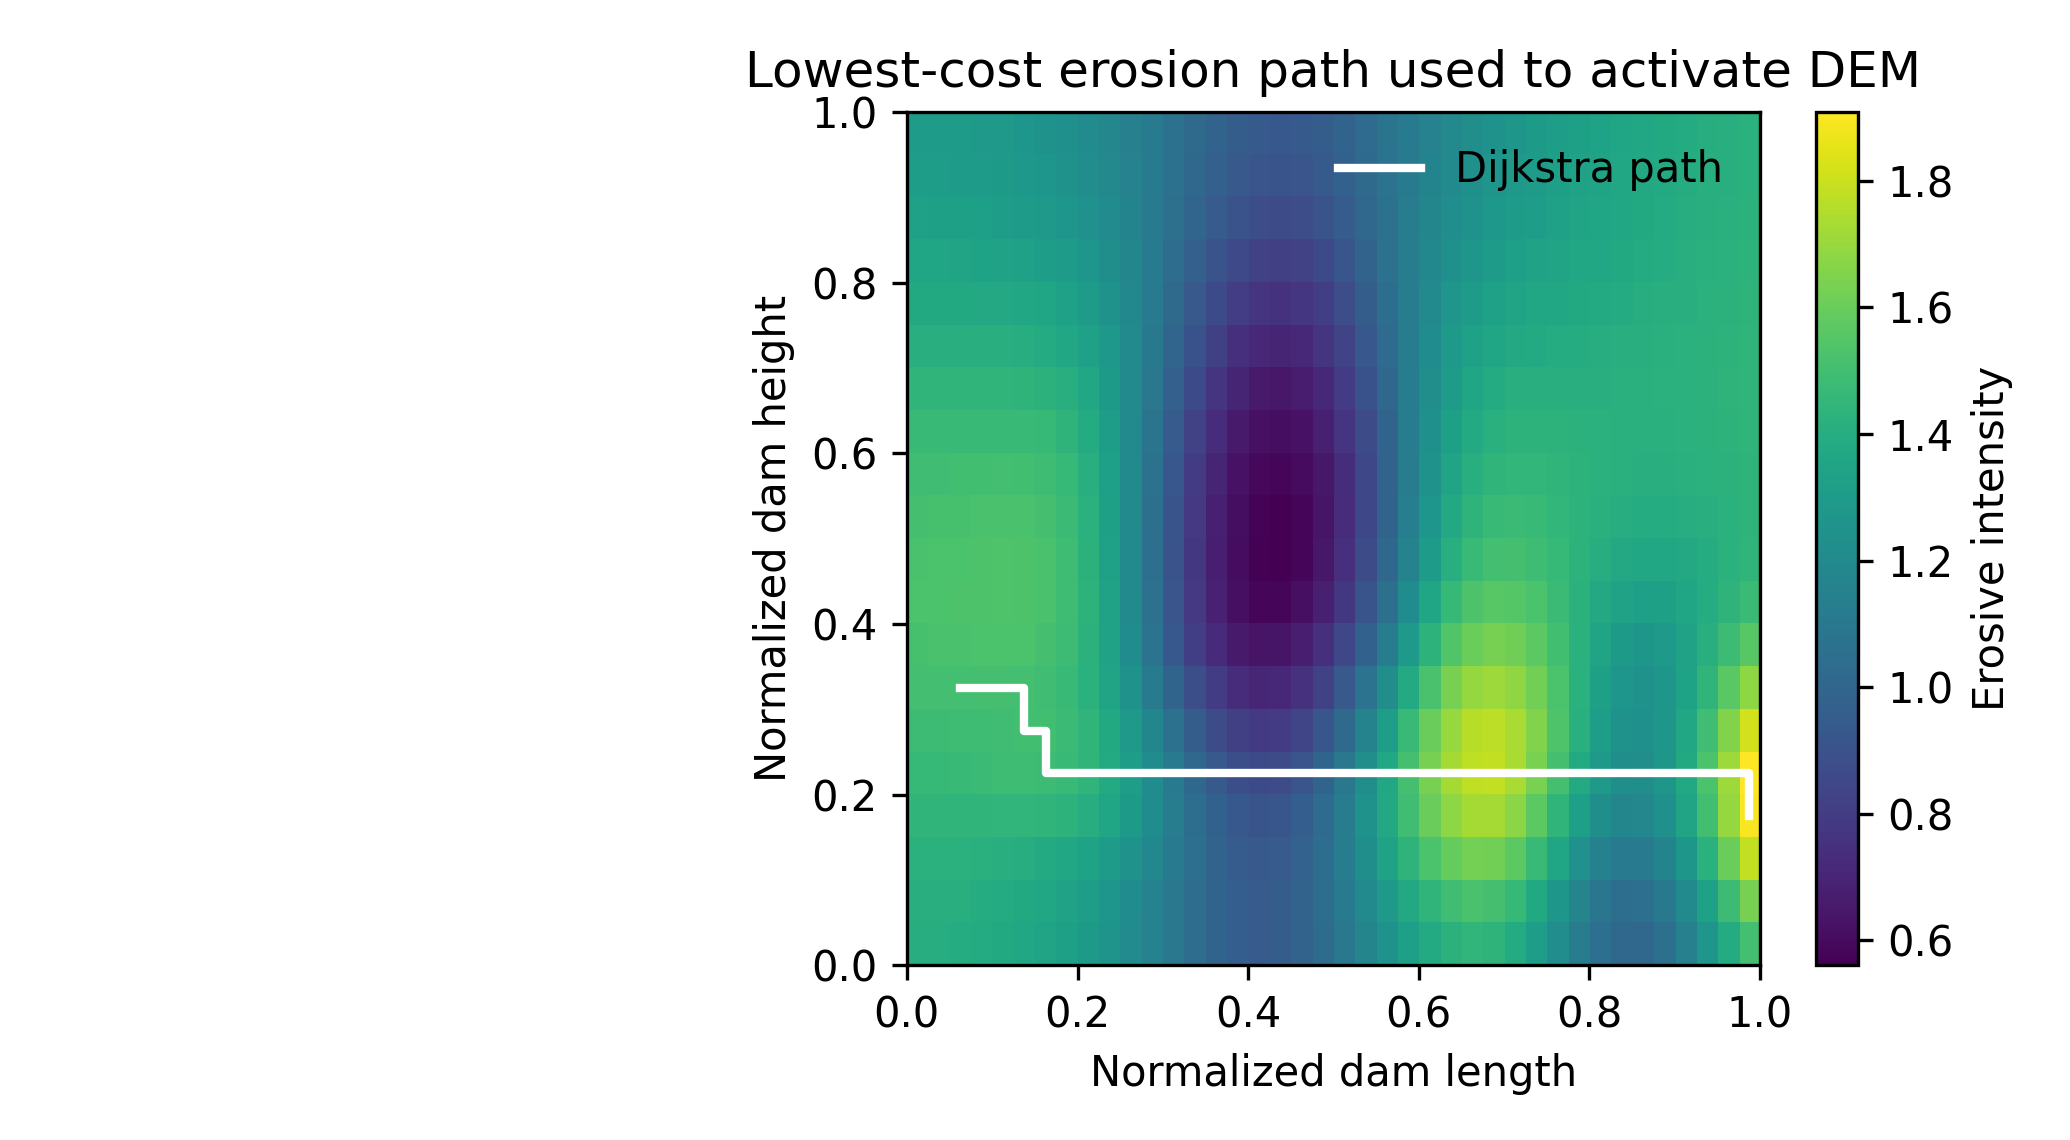 Lowest-cost erosion path used to activate DEM
Dijkstra path
1.0
0.8
0.6
0.4
0.2
0.0
Normalized dam height
0.0 0.2 0.4 0.6 0.8 1.0
Normalized dam length
1.8
1.6
1.4
1.2
1.0
0.8
0.6
Erosive intensity